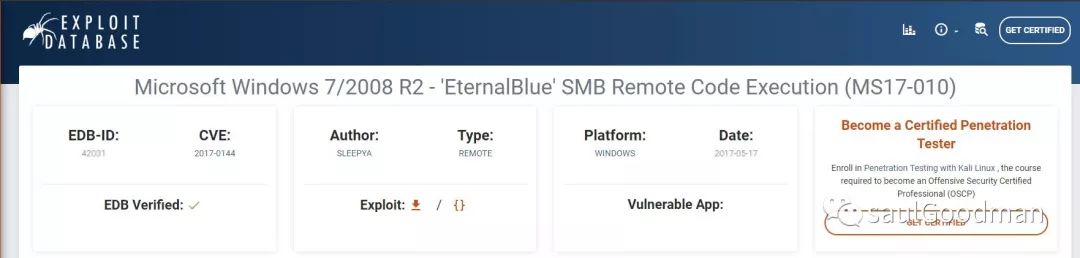 EXPLOIT
DATABASE
GET CERTIFIED
Microsoft Windows 7/2008 R2 - 'EternalBlue' SMB Remote Code Execution (MS17-010)
EDB-ID:
42031
CVE:
2017-0144
EDB Verified:
Author:
SLEEPYA
Type:
REMOTE
Exploit: / {}
Platform:
WINDOWS
Date:
2017-05-17
Vulnerable App:
Become a Certified Penetration
Tester
Enroll in Penetration Testing with Kali Linux , the course
required to become an Offensive Security Certified
Professional (OSCP)
GET CERTIFIED
saulGoodman